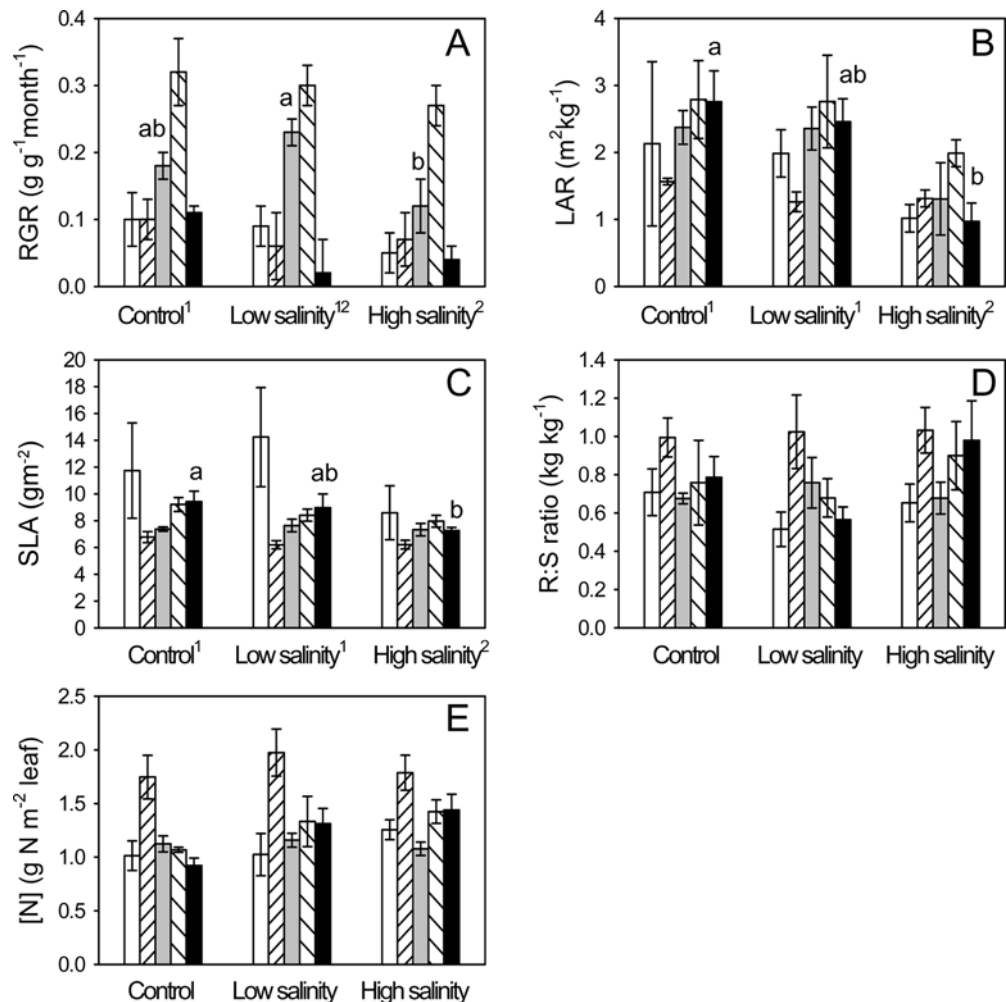 A
RGR (g g⁻¹month⁻¹)
0.4
0.3
0.2
0.1
0.0
ab
a
b
Control¹
Low salinity¹²
High salinity²
B
LAR (m²kg⁻¹)
4
3
2
1
0
a
ab
b
Control¹
Low salinity¹
High salinity²
C
SLA (gm⁻²)
20
18
16
14
12
10
8
6
4
2
0
a
ab
b
Control¹
Low salinity¹
High salinity²
D
R:S ratio (kg kg⁻¹)
1.4
1.2
1.0
0.8
0.6
0.4
0.2
0.0
Control
Low salinity
High salinity
E
[N] (g N m⁻² leaf)
2.5
2.0
1.5
1.0
0.5
0.0
Control
Low salinity
High salinity